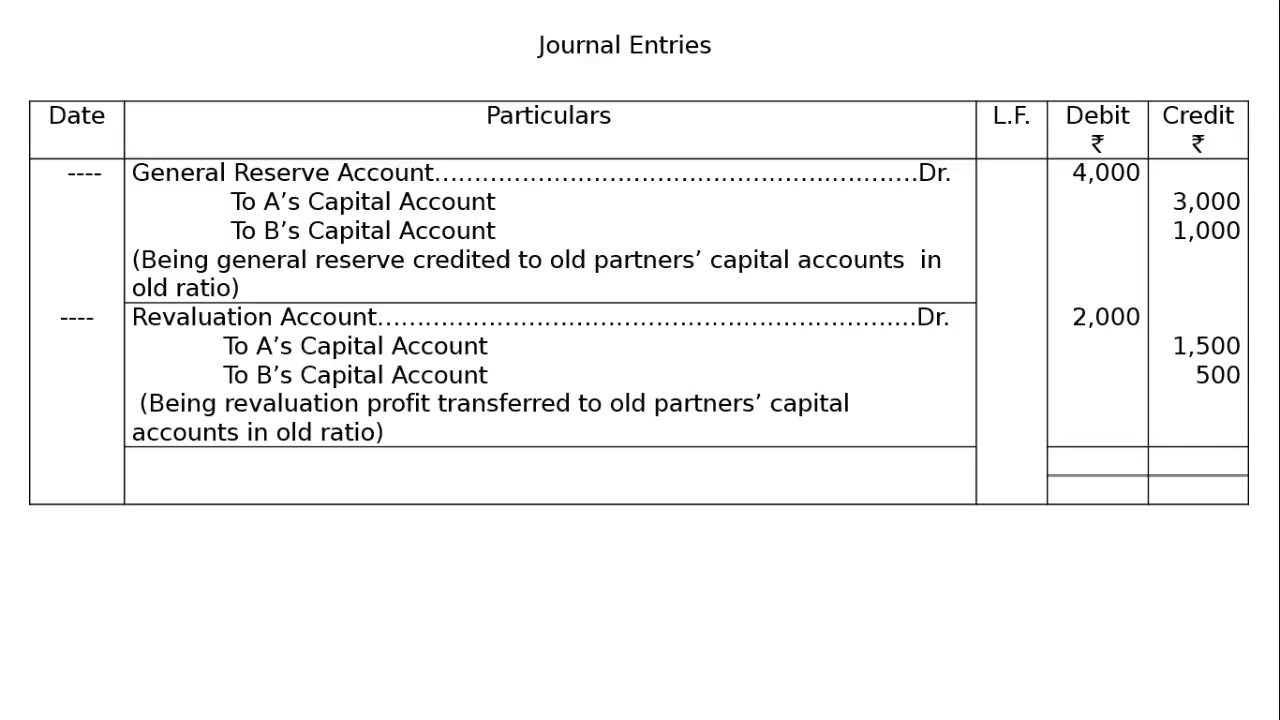 Journal Entries
Date Particulars L.F. Debit Credit
₹ ₹
---- General Reserve Account……………………………………………………Dr. 4,000
To A’s Capital Account 3,000
To B’s Capital Account 1,000
(Being general reserve credited to old partners’ capital accounts  in
old ratio)
---- Revaluation Account…………………………………………………………..Dr. 2,000
To A’s Capital Account 1,500
To B’s Capital Account 500
(Being revaluation profit transferred to old partners’ capital
accounts in old ratio)